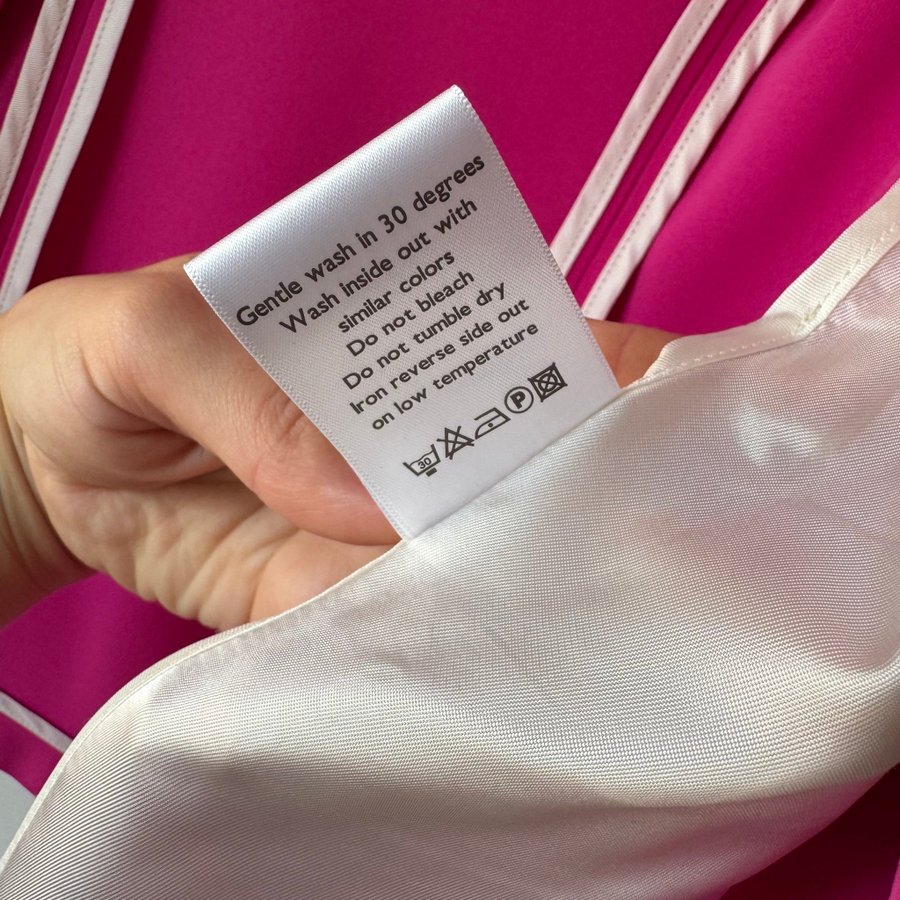 Gentle wash in 30 degrees
Wash inside out with
similar colors
Do not bleach
Do not tumble dry
Iron reverse side out
on low temperature
30 P